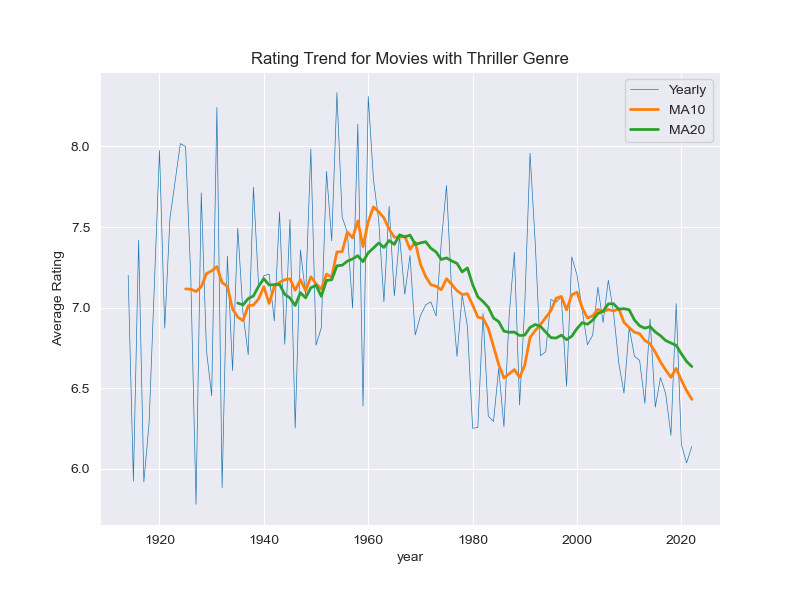 Rating Trend for Movies with Thriller Genre
Yearly
MA10
MA20
8.0
7.5
7.0
6.5
6.0
Average Rating
1920 1940 1960 1980 2000 2020
year